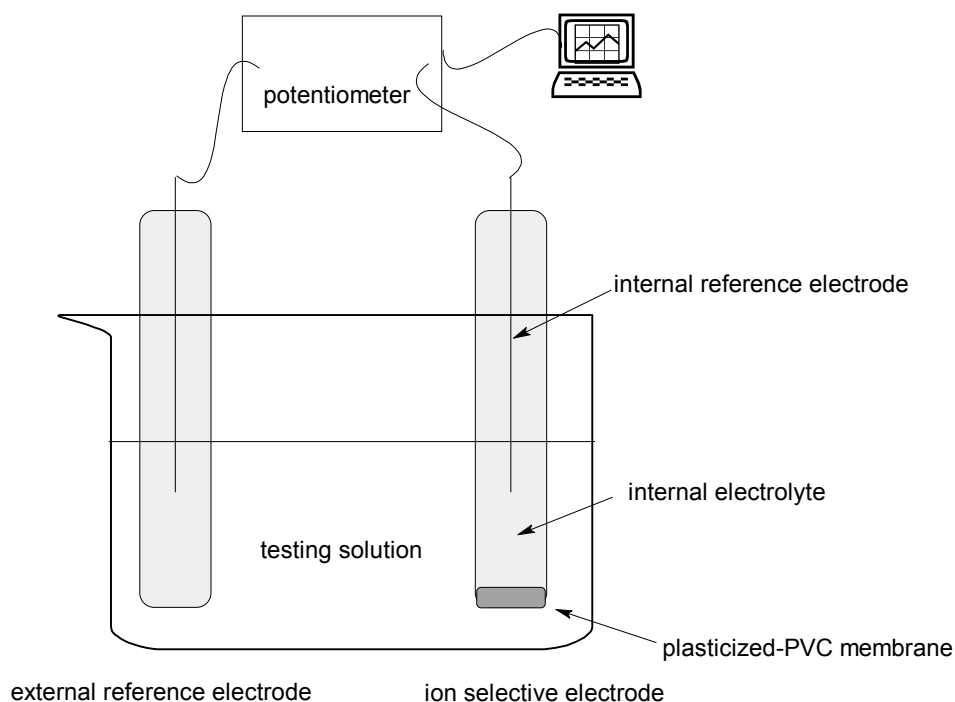 potentiometer
internal reference electrode
internal electrolyte
testing solution
plasticized-PVC membrane
external reference electrode
ion selective electrode